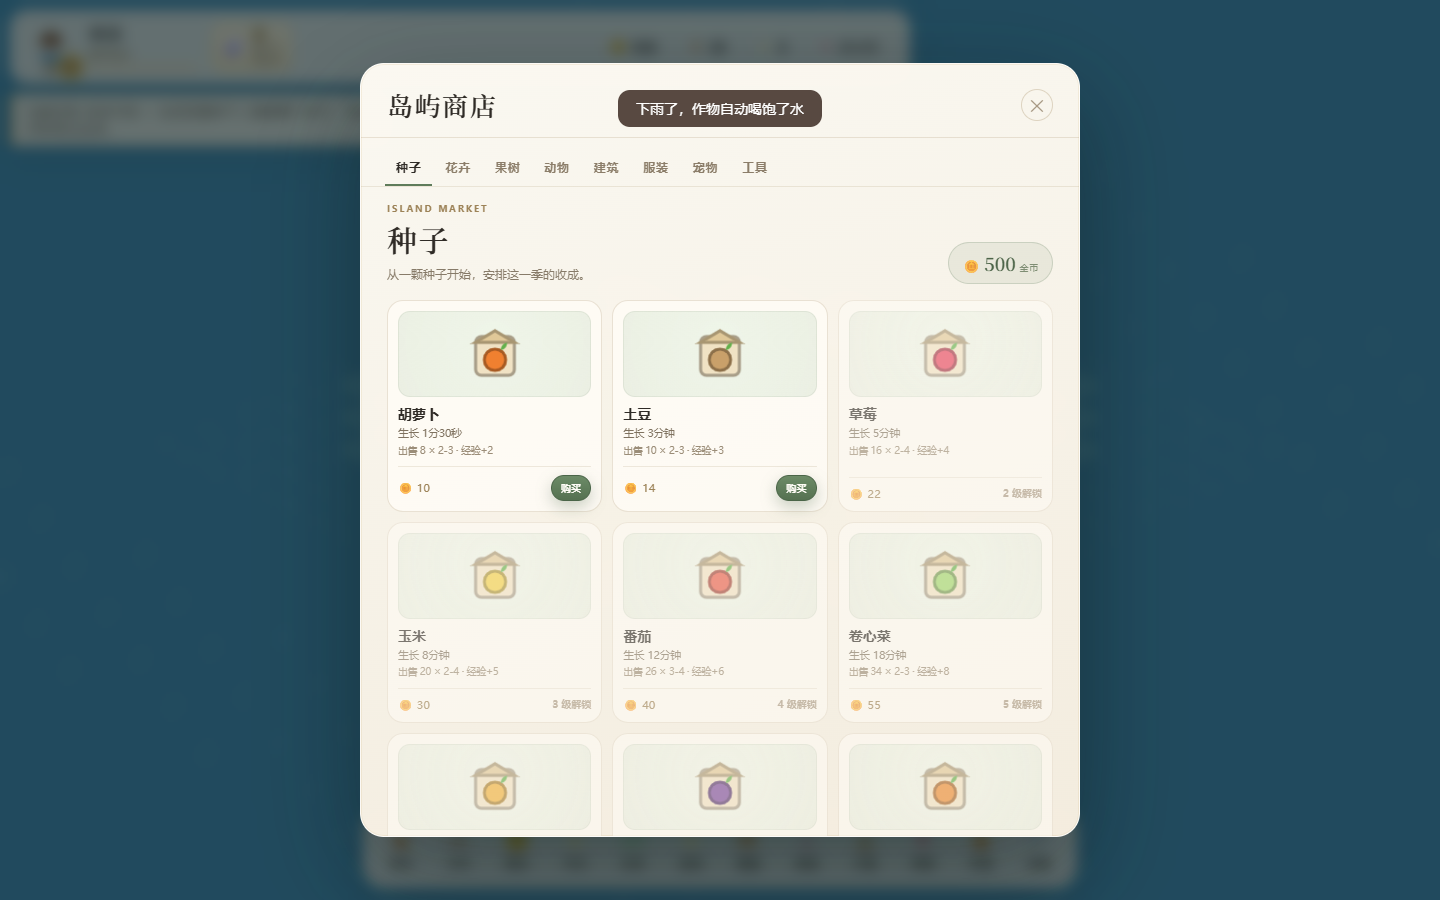 岛屿商店
下雨了，作物自动喝饱了水
种子 花卉 果树 动物 建筑 服装 宠物 工具
ISLAND MARKET
种子
从一颗种子开始，安排这一季的收成。
500 金币
胡萝卜
生长 1分30秒
出售 8 × 2-3 · 经验+2
10 购买
土豆
生长 3分钟
出售 10 × 2-3 · 经验+3
14 购买
草莓
生长 5分钟
出售 16 × 2-4 · 经验+4
22 2 级解锁
玉米
生长 8分钟
出售 20 × 2-4 · 经验+5
30 3 级解锁
番茄
生长 12分钟
出售 26 × 3-4 · 经验+6
40 4 级解锁
卷心菜
生长 18分钟
出售 34 × 2-3 · 经验+8
55 5 级解锁